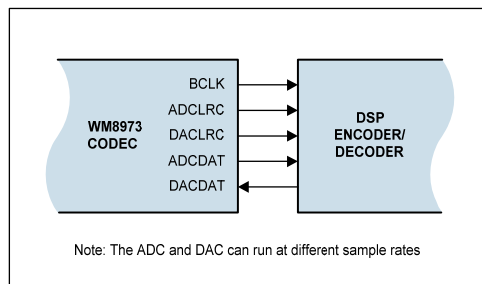 WM8973
CODEC
BCLK
ADCLRC
DACLRC
ADCDAT
DACDAT
DSP
ENCODER/
DECODER
Note: The ADC and DAC can run at different sample rates